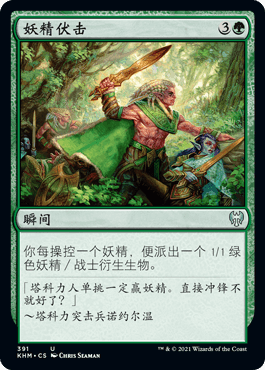 妖精伏击 3
瞬间
你每操控一个妖精，便派出一个 1/1 绿
色妖精／战士衍生生物。
「塔科力人单挑一定赢妖精。直接冲锋不
就好了？」
～塔科力突击兵诺约尔温
391 U
KHM • CS CHRIS SEAMAN
™ & © 2021 Wizards of the Coast